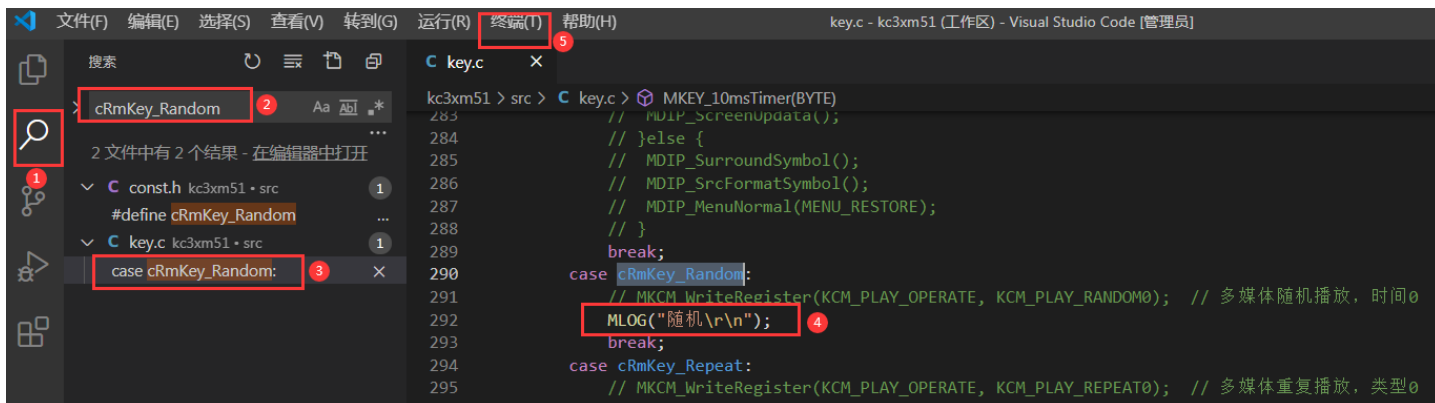 文件(F) 编辑(E) 选择(S) 查看(V) 转到(G) 运行(R) 终端(T) 帮助(H) key.c - kc3xm51 (工作区) - Visual Studio Code [管理员]
5
搜索
C key.c ×
cRmKey_Random Aa Abl .*
2
kc3xm51 > src > C key.c > MKEY_10msTimer(BYTE)
1
...
2 文件中有 2 个结果 - 在编辑器中打开
C const.h kc3xm51 • src 1
#define cRmKey_Random ...
C key.c kc3xm51 • src 1
case cRmKey_Random: ×
3
283 // MDIP_ScreenUpdata();
284 // }else {
285 // MDIP_SurroundSymbol();
286 // MDIP_SrcFormatSymbol();
287 // MDIP_MenuNormal(MENU_RESTORE);
288 // }
289 break;
290 case cRmKey_Random:
291 // MKCM_WriteRegister(KCM_PLAY_OPERATE, KCM_PLAY_RANDOM0); // 多媒体随机播放，时间0
292 MLOG("随机\r\n");
4
293 break;
294 case cRmKey_Repeat:
295 // MKCM_WriteRegister(KCM_PLAY_OPERATE, KCM_PLAY_REPEAT0); // 多媒体重复播放，类型0